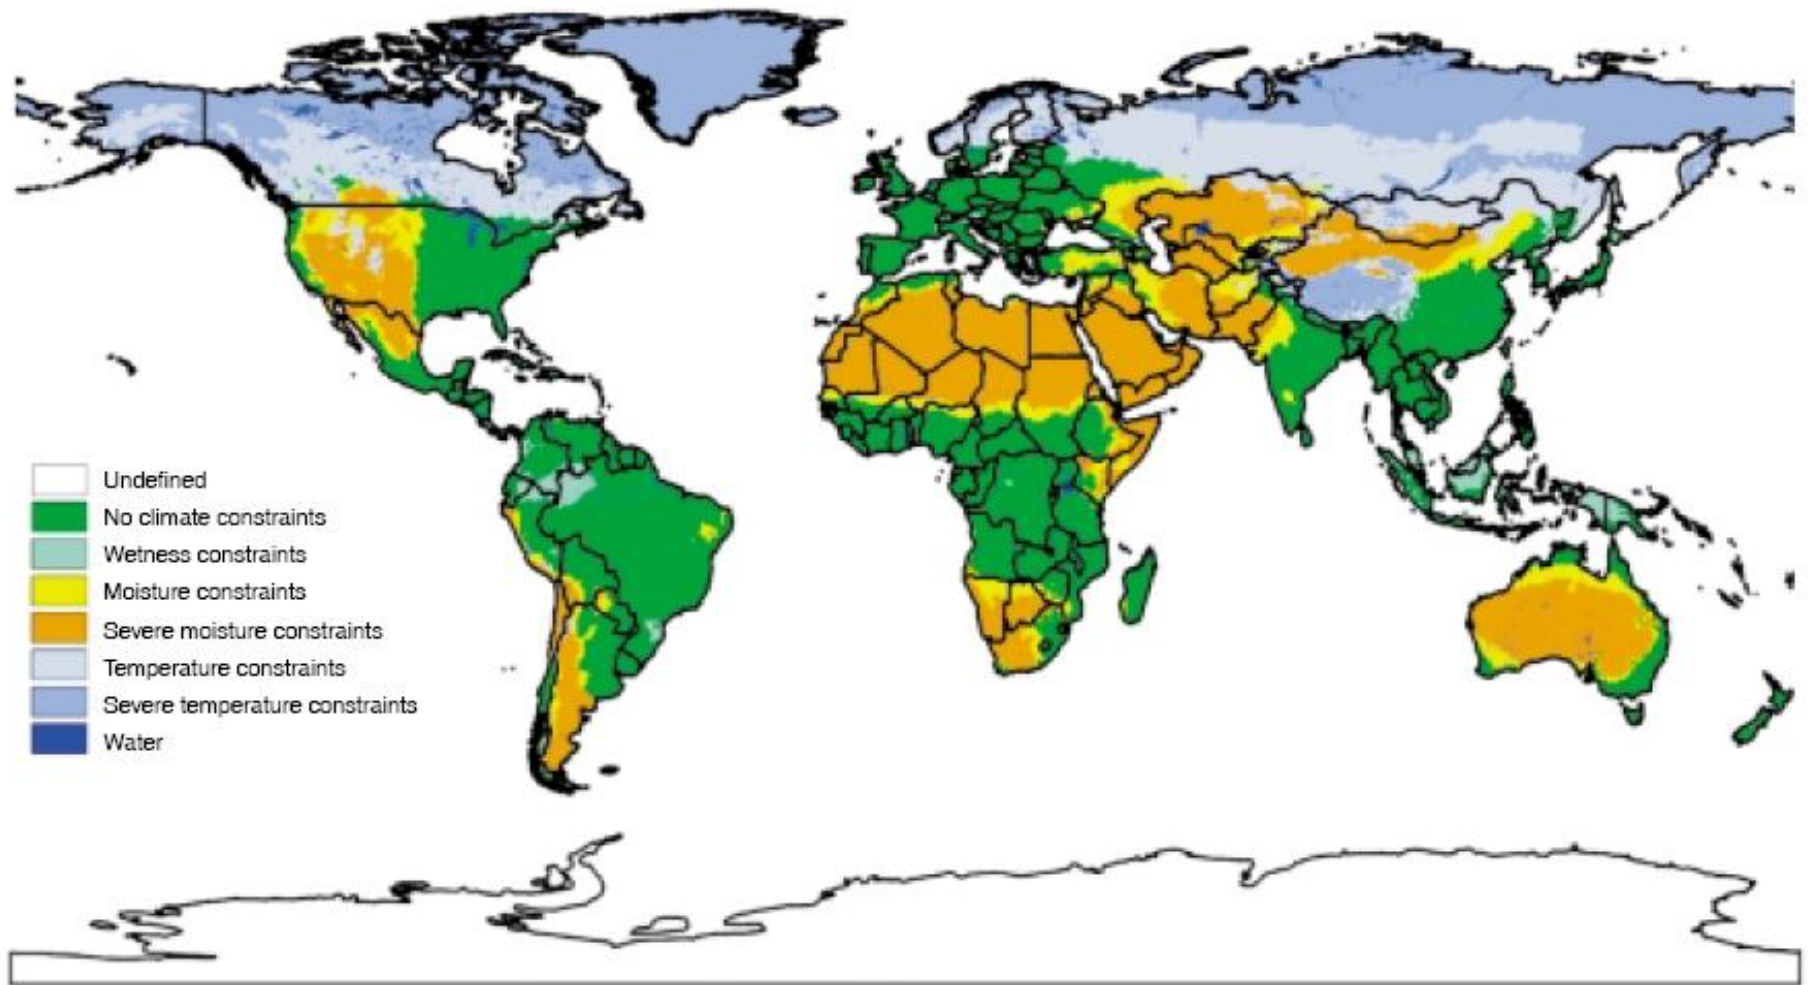 Undefined
No climate constraints
Wetness constraints
Moisture constraints
Severe moisture constraints
Temperature constraints
Severe temperature constraints
Water